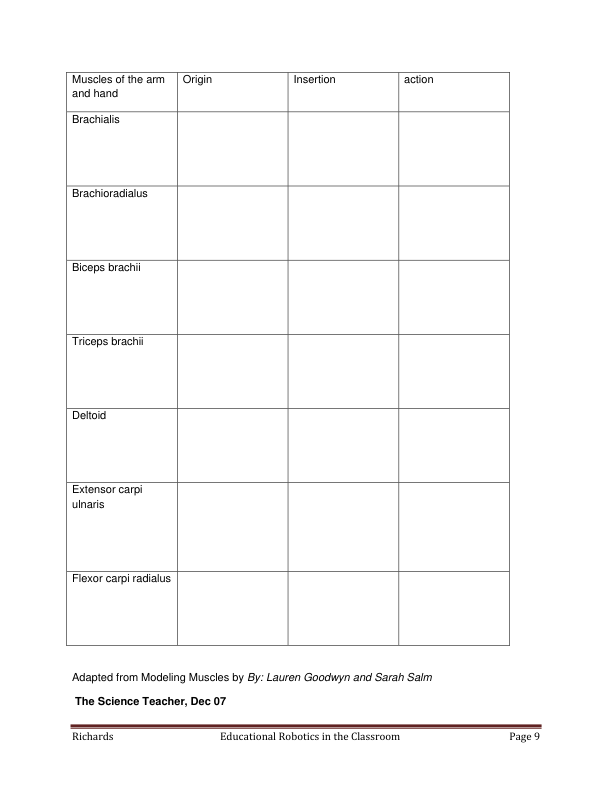 Muscles of the arm
and hand
Origin
Insertion
action
Brachialis
Brachioradialus
Biceps brachii
Triceps brachii
Deltoid
Extensor carpi
ulnaris
Flexor carpi radialus
Adapted from Modeling Muscles by By: Lauren Goodwyn and Sarah Salm
The Science Teacher, Dec 07
Richards Educational Robotics in the Classroom Page 9